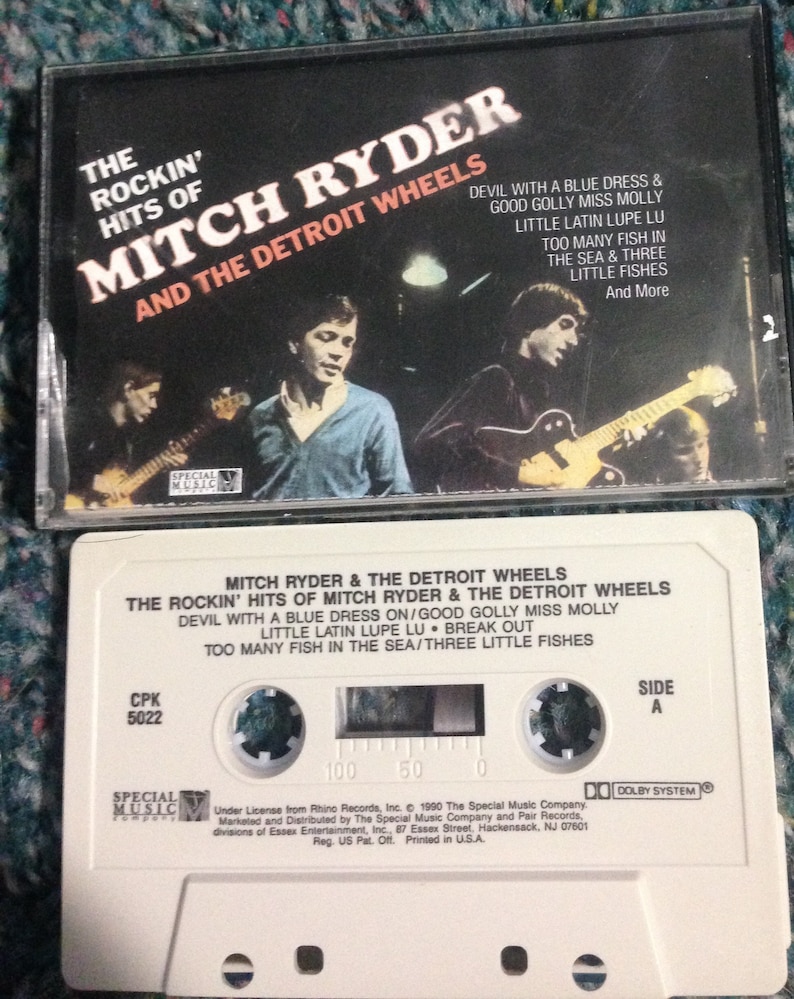 THE
ROCKIN'
HITS OF
MITCH RYDER
AND THE DETROIT WHEELS
DEVIL WITH A BLUE DRESS &
GOOD GOLLY MISS MOLLY
LITTLE LATIN LUPE LU
TOO MANY FISH IN
THE SEA & THREE
LITTLE FISHES
And More
SPECIAL
MUSIC
company
MITCH RYDER & THE DETROIT WHEELS
THE ROCKIN' HITS OF MITCH RYDER & THE DETROIT WHEELS
DEVIL WITH A BLUE DRESS ON/GOOD GOLLY MISS MOLLY
LITTLE LATIN LUPE LU • BREAK OUT
TOO MANY FISH IN THE SEA/THREE LITTLE FISHES
CPK
5022
SIDE
A
100 50 0
SPECIAL
MUSIC
company
DOLBY SYSTEM®
Under License from Rhino Records, Inc. © 1990 The Special Music Company.
Marketed and Distributed by The Special Music Company and Pair Records,
divisions of Essex Entertainment, Inc., 87 Essex Street, Hackensack, NJ 07601
Reg. US Pat. Off. Printed in U.S.A.